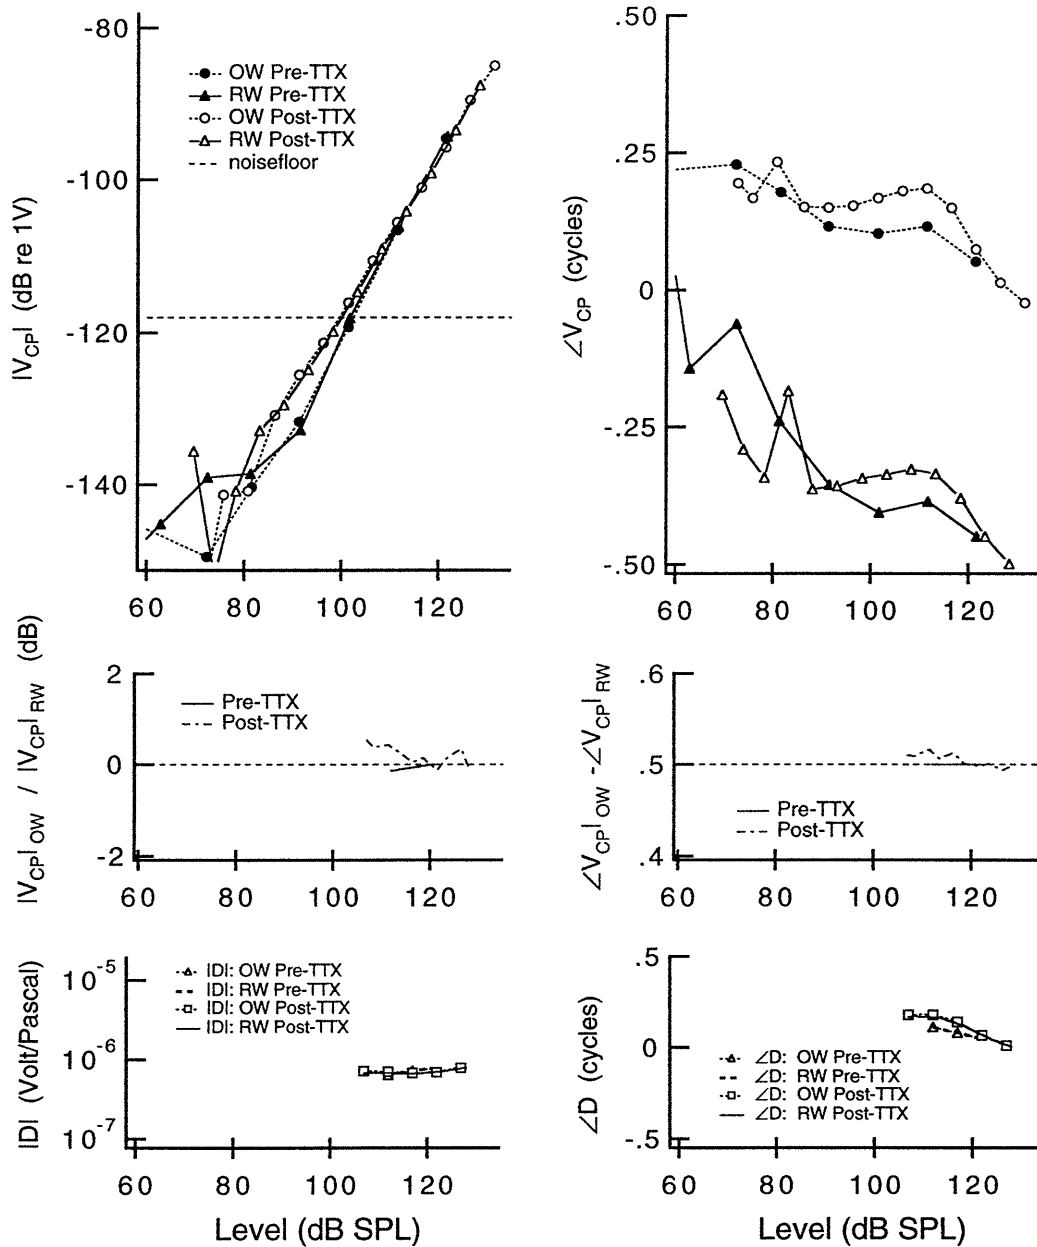 -80
-100
-120
-140
|V_CP| (dB re 1V)
OW Pre-TTX
RW Pre-TTX
OW Post-TTX
RW Post-TTX
noisefloor
60 80 100 120
.50
.25
0
-.25
-.50
∠V_CP (cycles)
60 80 100 120
|V_CP|_OW / |V_CP|_RW (dB)
2
0
-2
Pre-TTX
Post-TTX
60 80 100 120
∠V_CP|_OW -∠V_CP|_RW
.6
.5
.4
Pre-TTX
Post-TTX
60 80 100 120
|D| (Volt/Pascal)
10^-5
10^-6
10^-7
|D|: OW Pre-TTX
|D|: RW Pre-TTX
|D|: OW Post-TTX
|D|: RW Post-TTX
60 80 100 120
Level (dB SPL)
∠D (cycles)
.5
0
-.5
∠D: OW Pre-TTX
∠D: RW Pre-TTX
∠D: OW Post-TTX
∠D: RW Post-TTX
60 80 100 120
Level (dB SPL)